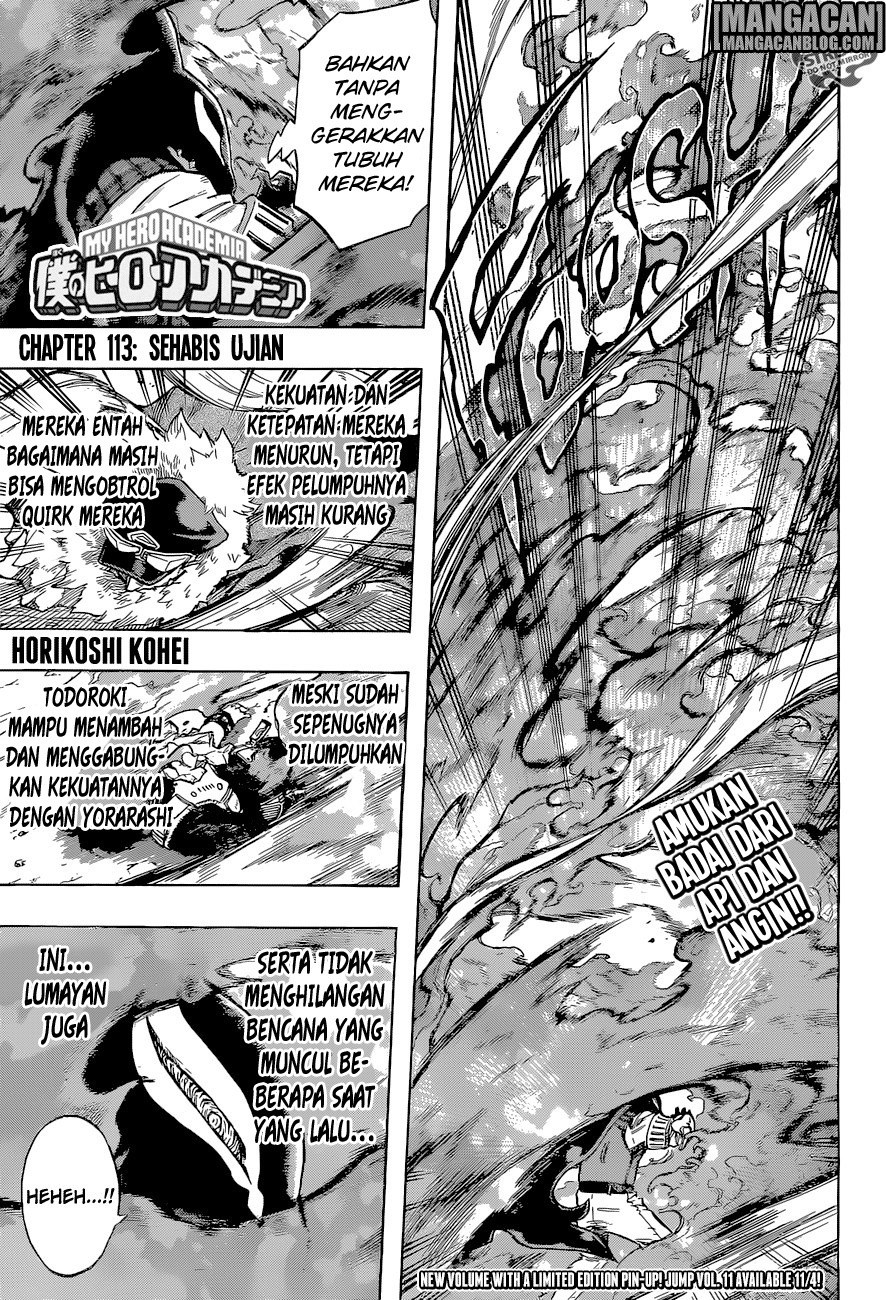 [MANGACAN]
MANGACANBLOG.COM
DO NOT MIRROR
AMUKAN
BADAI DARI
API DAN
ANGIN!!
NEW VOLUME WITH A LIMITED EDITION PIN-UP! JUMP VOL. 11 AVAILABLE 11/4!
BAHKAN
TANPA
MENG-
GERAKKAN
TUBUH
MEREKA!
MY HERO ACADEMIA
僕のヒーローアカデミア
CHAPTER 113: SEHABIS UJIAN
KEKUATAN DAN
KETEPATAN MEREKA
MENURUN, TETAPI
EFEK PELUMPUHNYA
MASIH KURANG
MEREKA ENTAH
BAGAIMANA MASIH
BISA MENGOBTROL
QUIRK MEREKA
HORIKOSHI KOHEI
MESKI SUDAH
SEPENUGNYA
DILUMPUHKAN
TODOROKI
MAMPU MENAMBAH
DAN MENGGABUNG-
KAN KEKUATANNYA
DENGAN YORARASHI
SERTA TIDAK
MENGHILANGAN
BENCANA YANG
MUNCUL BE-
BERAPA SAAT
YANG LALU...
INI...
LUMAYAN
JUGA
HEHEH...!!